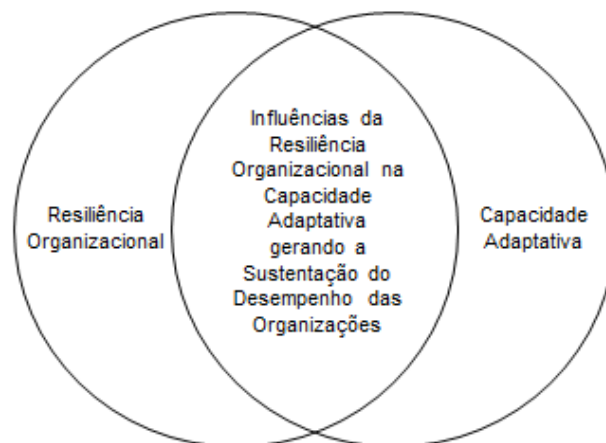 Resiliência
Organizacional
Influências da
Resiliência
Organizacional na
Capacidade
Adaptativa
gerando a
Sustentação do
Desempenho das
Organizações
Capacidade
Adaptativa